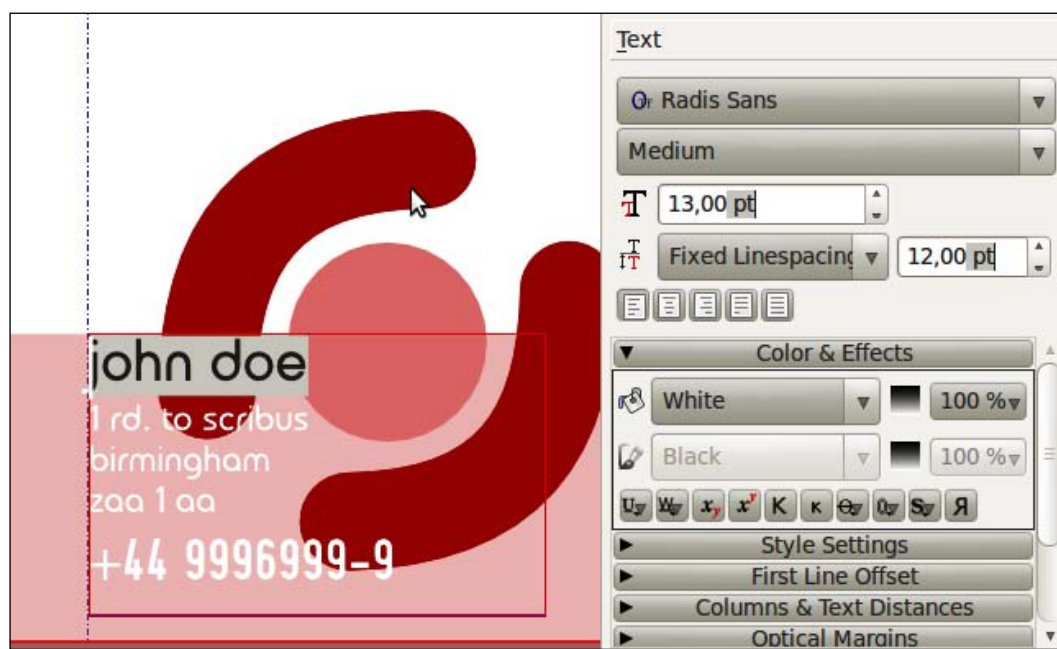 john doe
1 rd. to scribus
birmingham
zaa 1 aa
+44 9996999-9
Text
Radis Sans
Medium
13,00 pt
Fixed Linespacing 12,00 pt
Color & Effects
White 100 %
Black 100 %
Style Settings
First Line Offset
Columns & Text Distances
Optical Margins